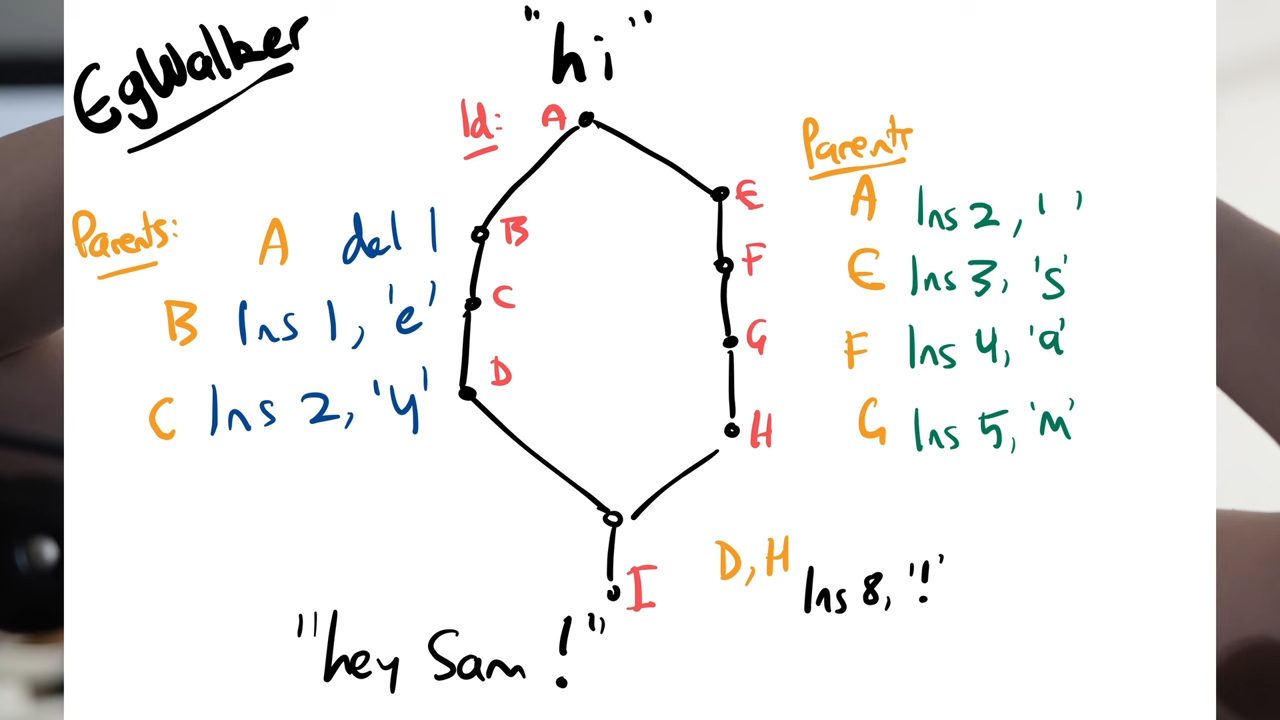 EgWalker
"hi"
Id:
A
Parents:
A del 1
B Ins 1, 'e'
C Ins 2, 'y'
B
C
D
E
F
G
H
Parents
A Ins 2, ' '
E Ins 3, 's'
F Ins 4, 'a'
G Ins 5, 'm'
I
D, H Ins 8, '!'
"hey Sam !"